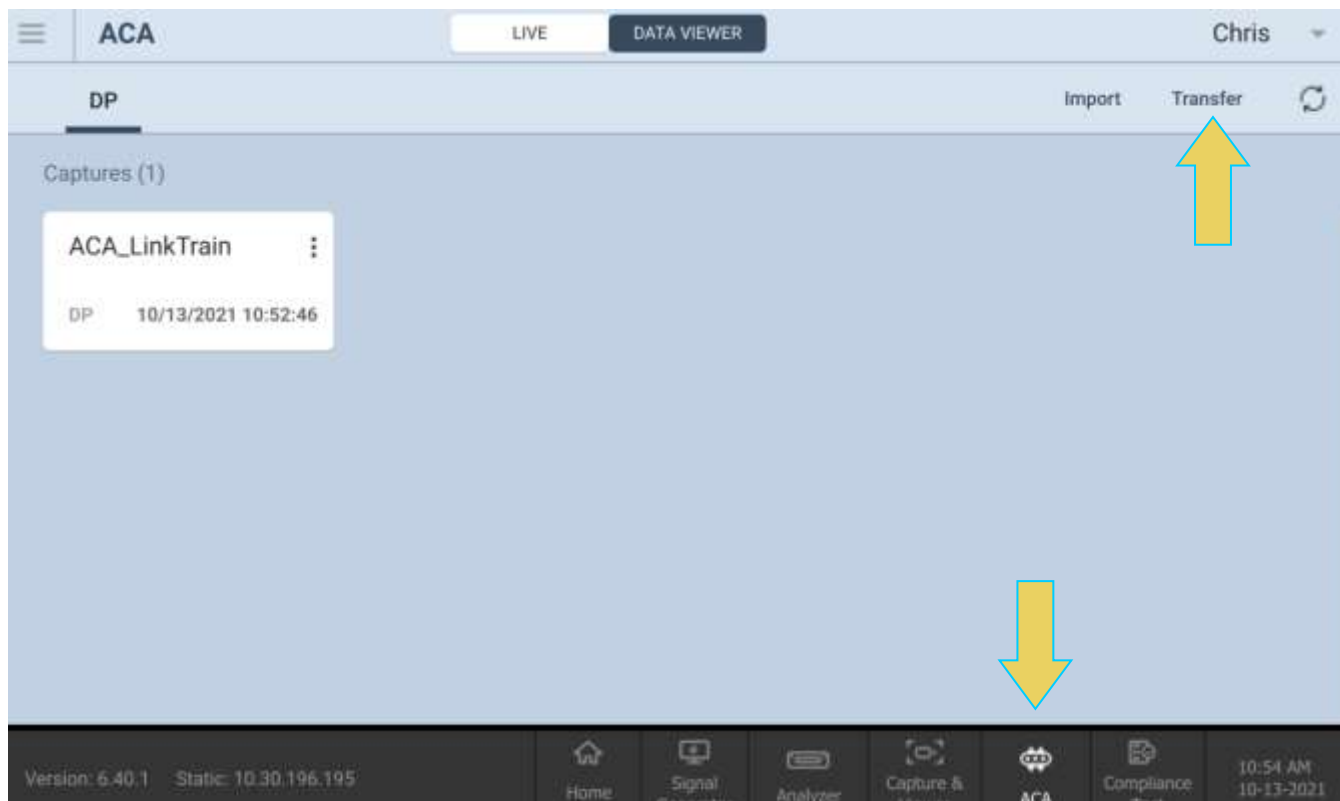 ACA LIVE DATA VIEWER Chris
DP Import Transfer
Captures (1)
ACA_LinkTrain
DP 10/13/2021 10:52:46
Version: 6.40.1 Static: 10.30.196.195
Home Signal Analyzer Capture & ACA Compliance
10:54 AM
10-13-2021